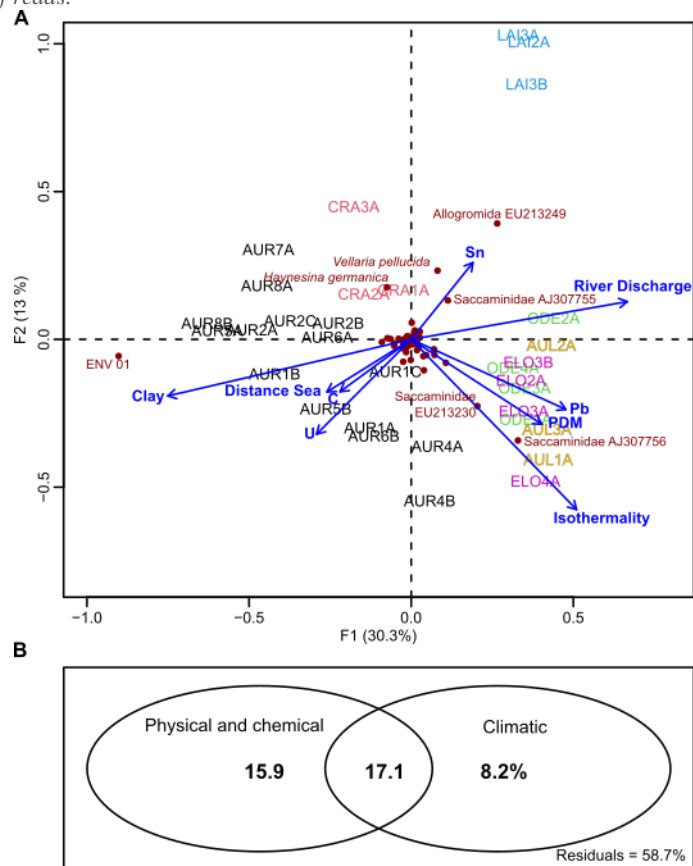 f reads.
A
LAI3A
LAI2A
LAI3B
CRA3A
Allogromida EU213249
AUR7A
Vellaria pellucida
Sn
Haynesina germanica
AUR8A
CRA2A
CRA1A
River Discharge
Saccaminidae AJ307755
AUR8B
AUR2A
AUR2C
AUR2B
ODE2A
AUR6A
AUL2A
ENV 01
ELO3B
ODE4A
AUR1B
AUR1C
ELO2A
Clay
Distance Sea
C
Saccaminidae
EU213230
AUR5B
ELO3A
Pb
PDM
U
AUR1A
AUR6B
AUL3A
AUR4A
Saccaminidae AJ307756
AUL1A
ELO4A
AUR4B
Isothermality
1.0
0.5
0.0
−0.5
F2 (13 %)
−1.0
−0.5
0.0
0.5
F1 (30.3%)
B
Physical and chemical
Climatic
15.9
17.1
8.2%
Residuals = 58.7%